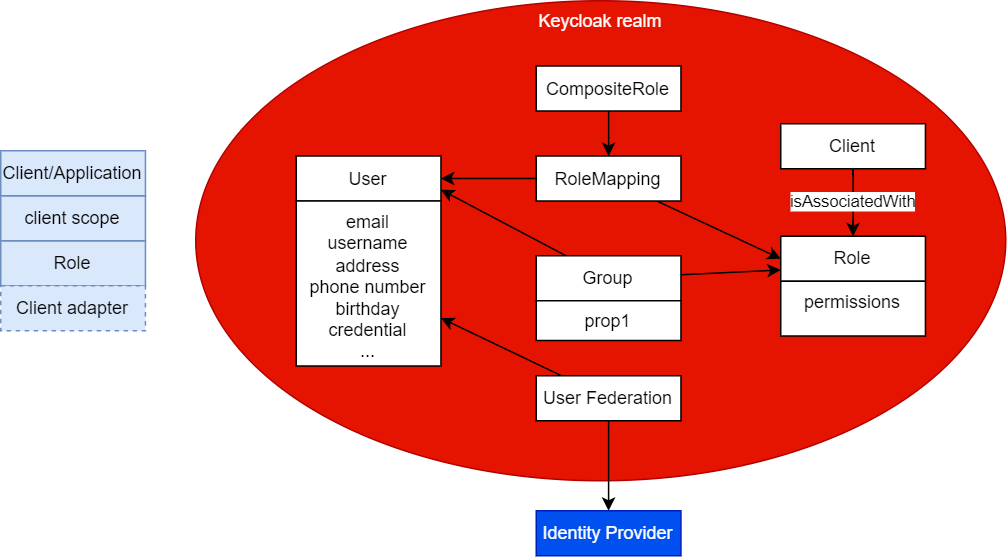 Keycloak realm
CompositeRole
Client
Client/Application
client scope
Role
Client adapter
User
email
username
address
phone number
birthday
credential
...
RoleMapping
isAssociatedWith
Group
prop1
Role
permissions
User Federation
Identity Provider